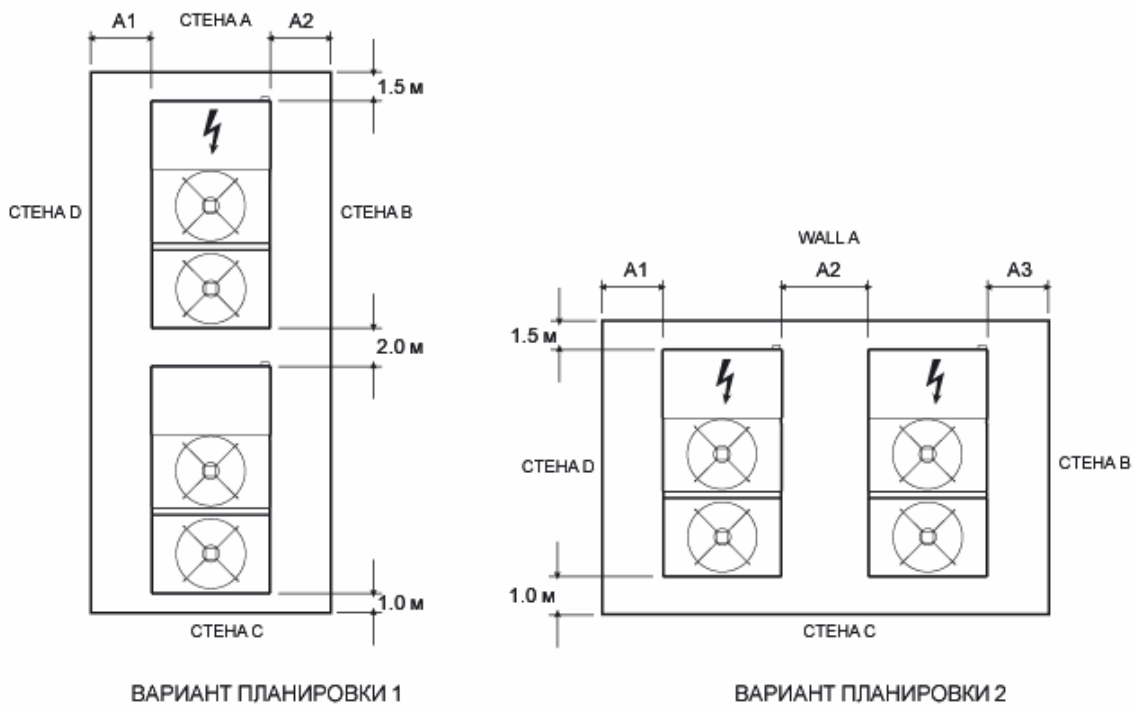 A1 СТЕНА А A2
1.5 м
СТЕНА D СТЕНА В
2.0 м
1.0 м
СТЕНА С
ВАРИАНТ ПЛАНИРОВКИ 1
WALL A
A1 A2 A3
1.5 м
СТЕНА D СТЕНА В
1.0 м
СТЕНА С
ВАРИАНТ ПЛАНИРОВКИ 2